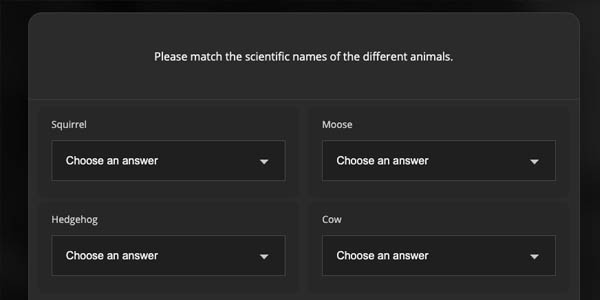 Please match the scientific names of the different animals.
Squirrel
Choose an answer
Moose
Choose an answer
Hedgehog
Choose an answer
Cow
Choose an answer